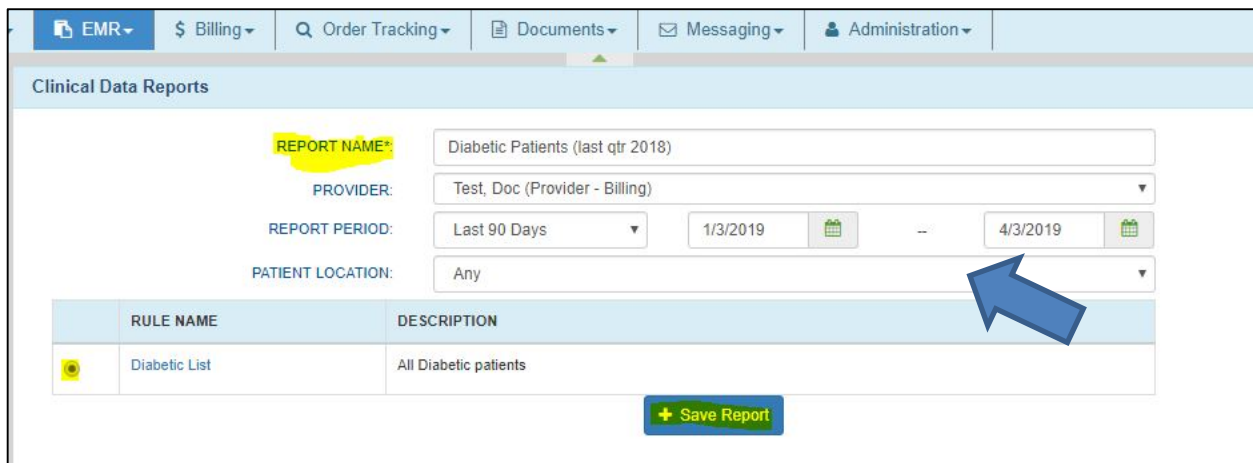 EMR $ Billing Order Tracking Documents Messaging Administration
Clinical Data Reports
REPORT NAME*: Diabetic Patients (last qtr 2018)
PROVIDER: Test, Doc (Provider - Billing)
REPORT PERIOD: Last 90 Days 1/3/2019 -- 4/3/2019
PATIENT LOCATION: Any
RULE NAME DESCRIPTION
Diabetic List All Diabetic patients
+ Save Report